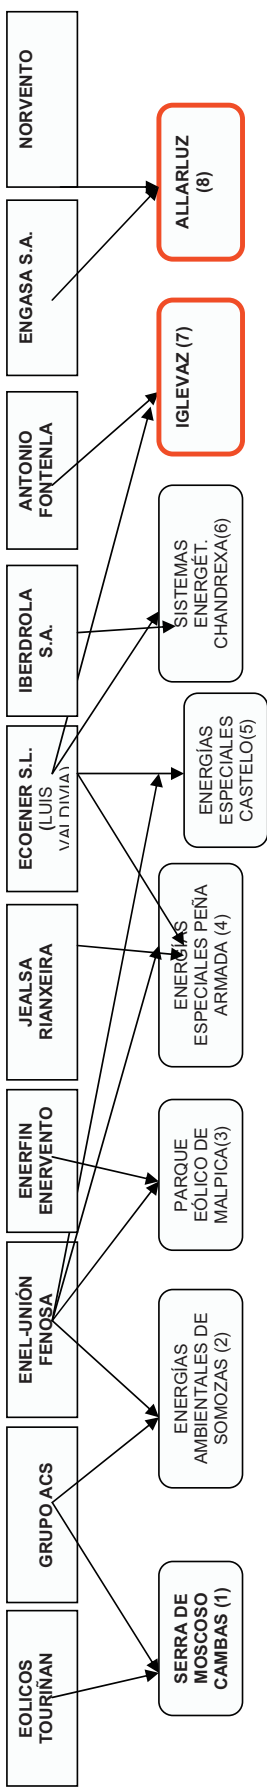 EOLICOS
TOURIÑAN
GRUPO ACS
ENEL-UNIÓN
FENOSA
ENERFIN
ENERVENTO
JEALSA
RIANXEIRA
ECOENER S.L.
(LUIS
VALDIVIA)
IBERDROLA
S.A.
ANTONIO
FONTENLA
ENGASA S.A.
NORVENTO
SERRA DE
MOSCOSO
CAMBAS (1)
ENERGÍAS
AMBIENTALES DE
SOMOZAS (2)
PARQUE
EÓLICO DE
MALPICA(3)
ENERGÍAS
ESPECIALES PEÑA
ARMADA (4)
ENERGÍAS
ESPECIALES
CASTELO(5)
SISTEMAS
ENERGÉT.
CHANDREXA(6)
IGLEVAZ (7)
ALLARLUZ
(8)